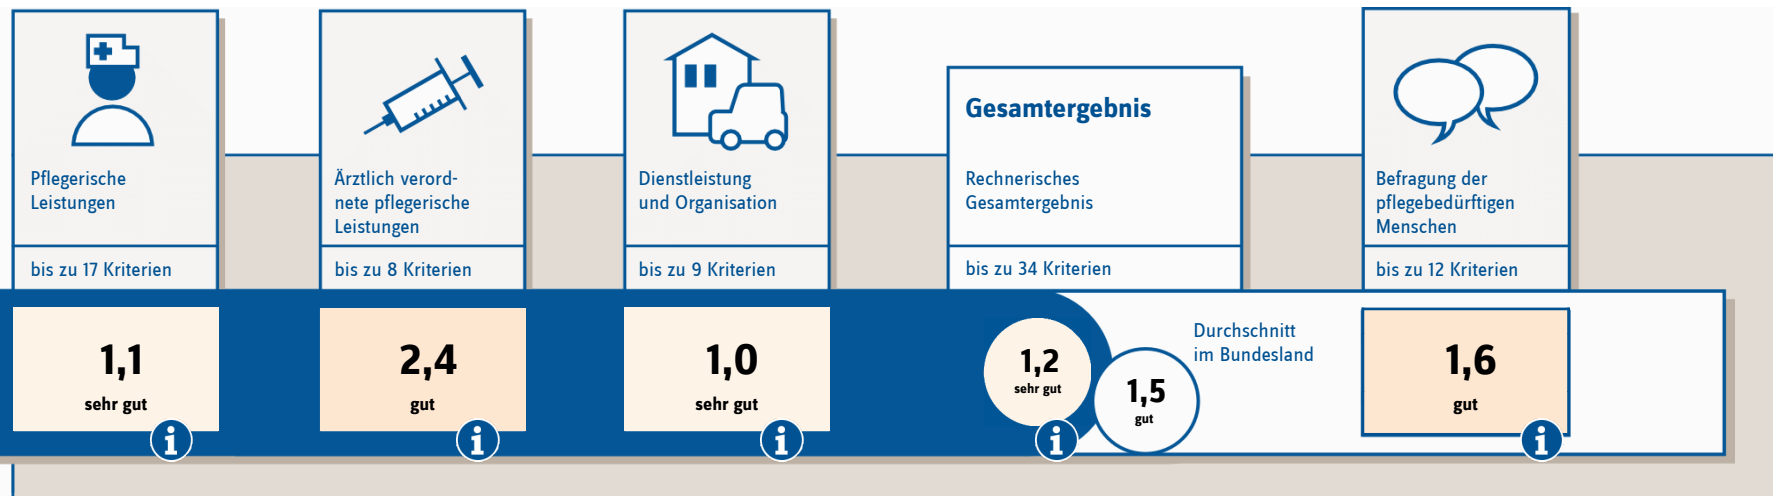 Pflegerische
Leistungen
bis zu 17 Kriterien
1,1
sehr gut
i
Ärztlich verord-
nete pflegerische
Leistungen
bis zu 8 Kriterien
2,4
gut
i
Dienstleistung
und Organisation
bis zu 9 Kriterien
1,0
sehr gut
i
Gesamtergebnis
Rechnerisches
Gesamtergebnis
bis zu 34 Kriterien
1,2
sehr gut
i
Durchschnitt
im Bundesland
1,5
gut
Befragung der
pflegebedürftigen
Menschen
bis zu 12 Kriterien
1,6
gut
i